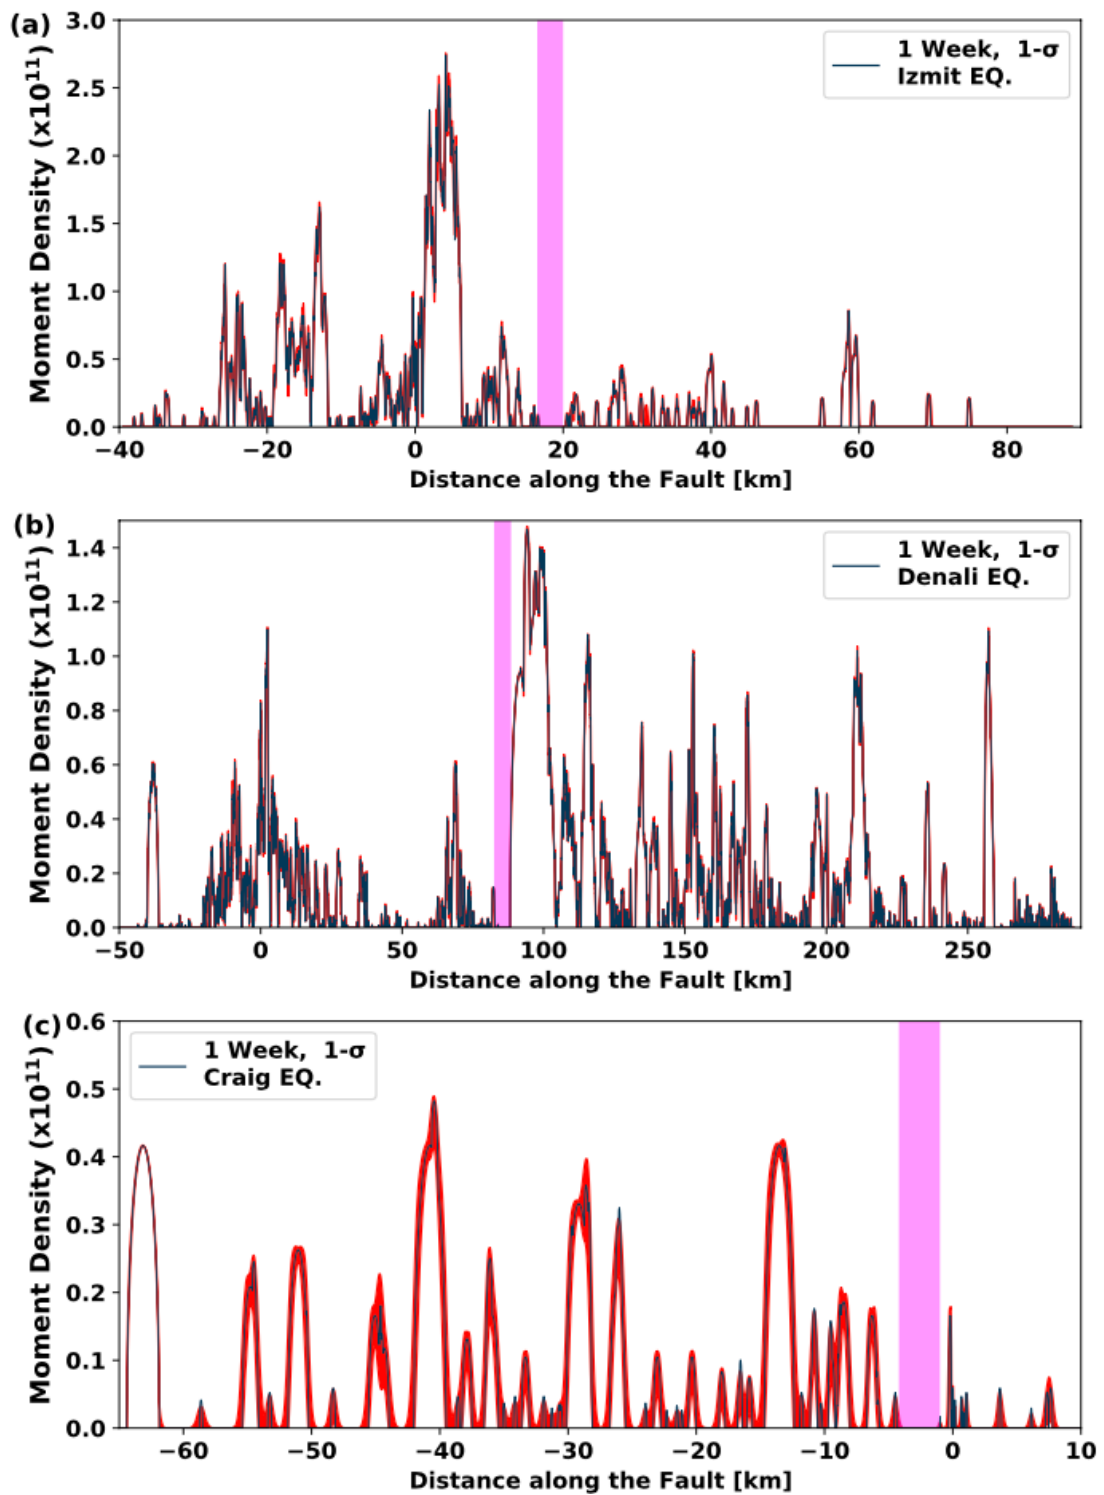 (a)
3.0
2.5
2.0
1.5
1.0
0.5
0.0
Moment Density (x10¹¹)
1 Week, 1-σ
Izmit EQ.
−40 −20 0 20 40 60 80
Distance along the Fault [km]
(b)
1.4
1.2
1.0
0.8
0.6
0.4
0.2
0.0
Moment Density (x10¹¹)
1 Week, 1-σ
Denali EQ.
−50 0 50 100 150 200 250
Distance along the Fault [km]
(c)
0.6
0.5
0.4
0.3
0.2
0.1
0.0
Moment Density (x10¹¹)
1 Week, 1-σ
Craig EQ.
−60 −50 −40 −30 −20 −10 0 10
Distance along the Fault [km]